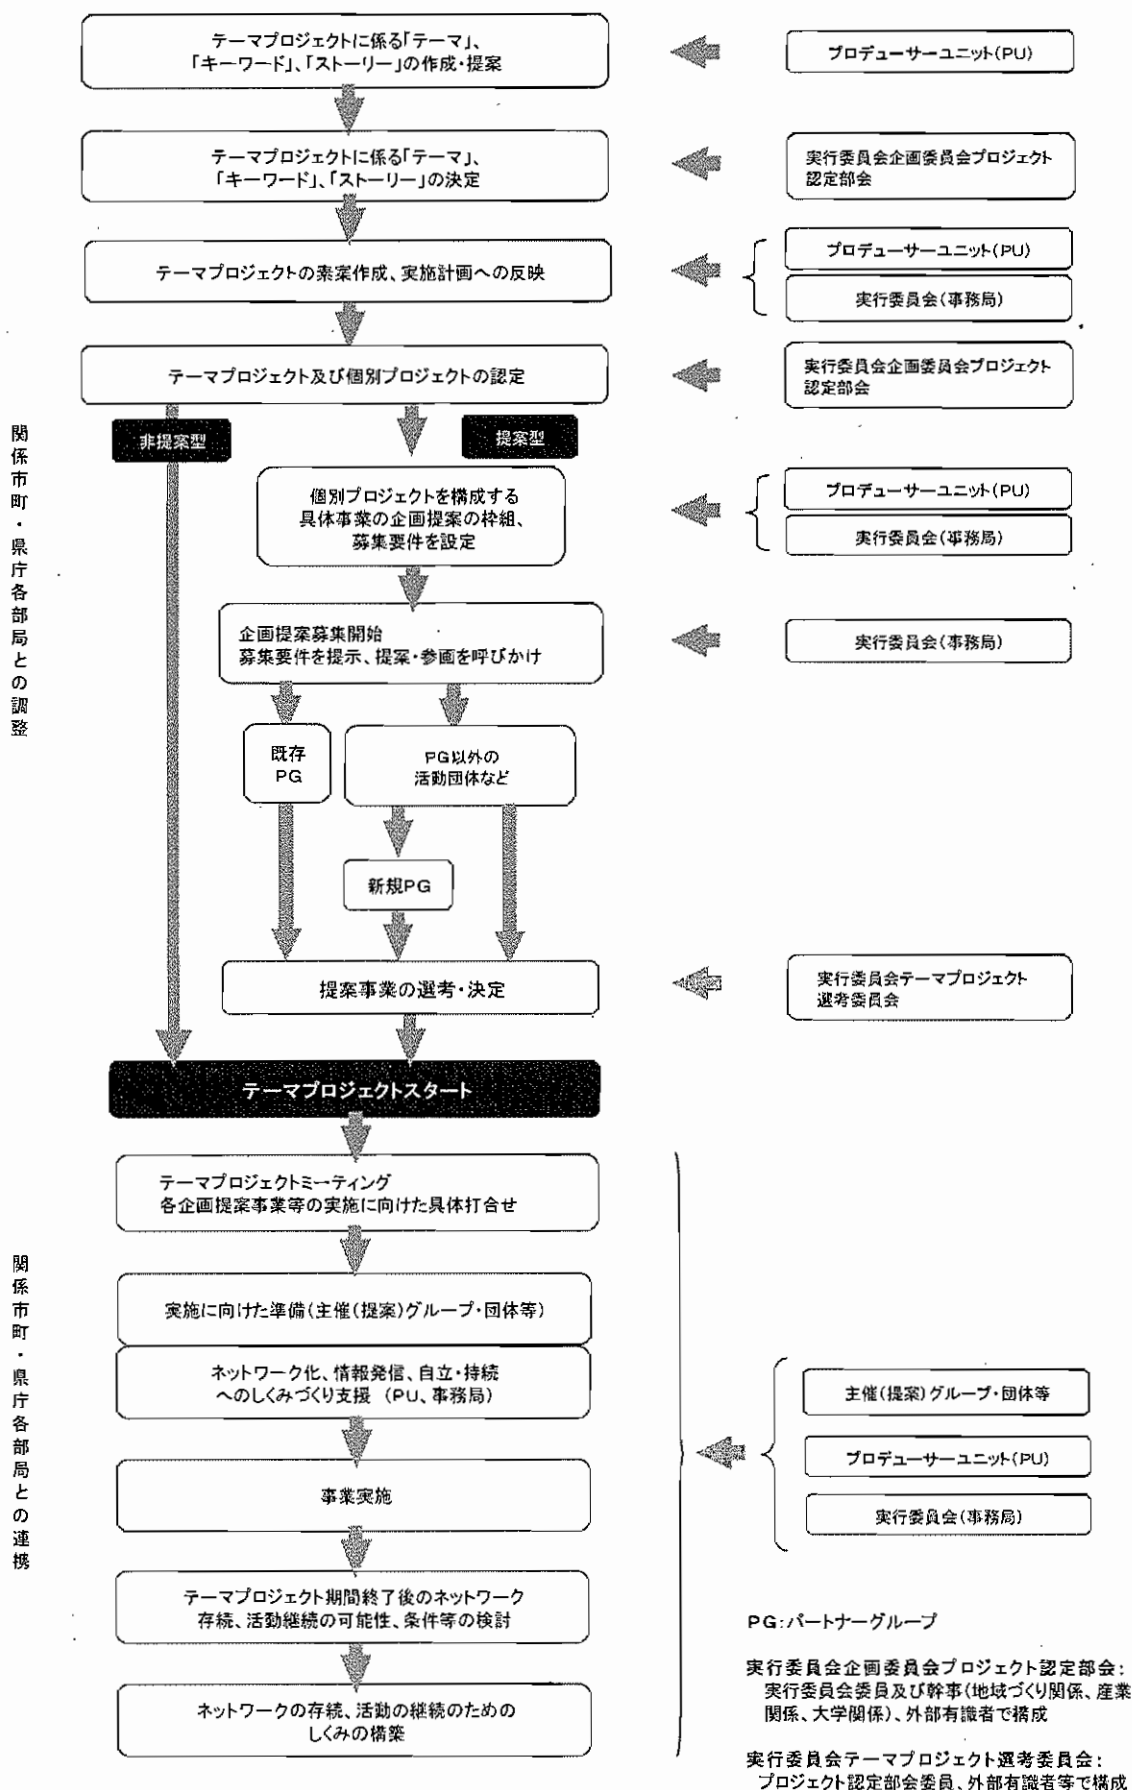 テーマプロジェクトに係る「テーマ」、
「キーワード」、「ストーリー」の作成・提案
プロデューサーユニット(PU)
テーマプロジェクトに係る「テーマ」、
「キーワード」、「ストーリー」の決定
実行委員会企画委員会プロジェクト
認定部会
テーマプロジェクトの素案作成、実施計画への反映
プロデューサーユニット(PU)
実行委員会(事務局)
テーマプロジェクト及び個別プロジェクトの認定
実行委員会企画委員会プロジェクト
認定部会
関係市町・県庁各部局との調整
非提案型
提案型
個別プロジェクトを構成する
具体事業の企画提案の枠組、
募集要件を設定
プロデューサーユニット(PU)
実行委員会(事務局)
企画提案募集開始
募集要件を提示、提案・参画を呼びかけ
実行委員会(事務局)
既存
PG
PG以外の
活動団体など
新規PG
提案事業の選考・決定
実行委員会テーマプロジェクト
選考委員会
テーマプロジェクトスタート
テーマプロジェクトミーティング
各企画提案事業等の実施に向けた具体打合せ
関係市町・県庁各部局との連携
実施に向けた準備(主催(提案)グループ・団体等)
ネットワーク化、情報発信、自立・持続
へのしくみづくり支援 (PU、事務局)
主催(提案)グループ・団体等
プロデューサーユニット(PU)
実行委員会(事務局)
事業実施
テーマプロジェクト期間終了後のネットワーク
存続、活動継続の可能性、条件等の検討
ネットワークの存続、活動の継続のための
しくみの構築
PG:パートナーグループ
実行委員会企画委員会プロジェクト認定部会:
実行委員会委員及び幹事(地域づくり関係、産業
関係、大学関係)、外部有識者で構成
実行委員会テーマプロジェクト選考委員会:
プロジェクト認定部会委員、外部有識者等で構成